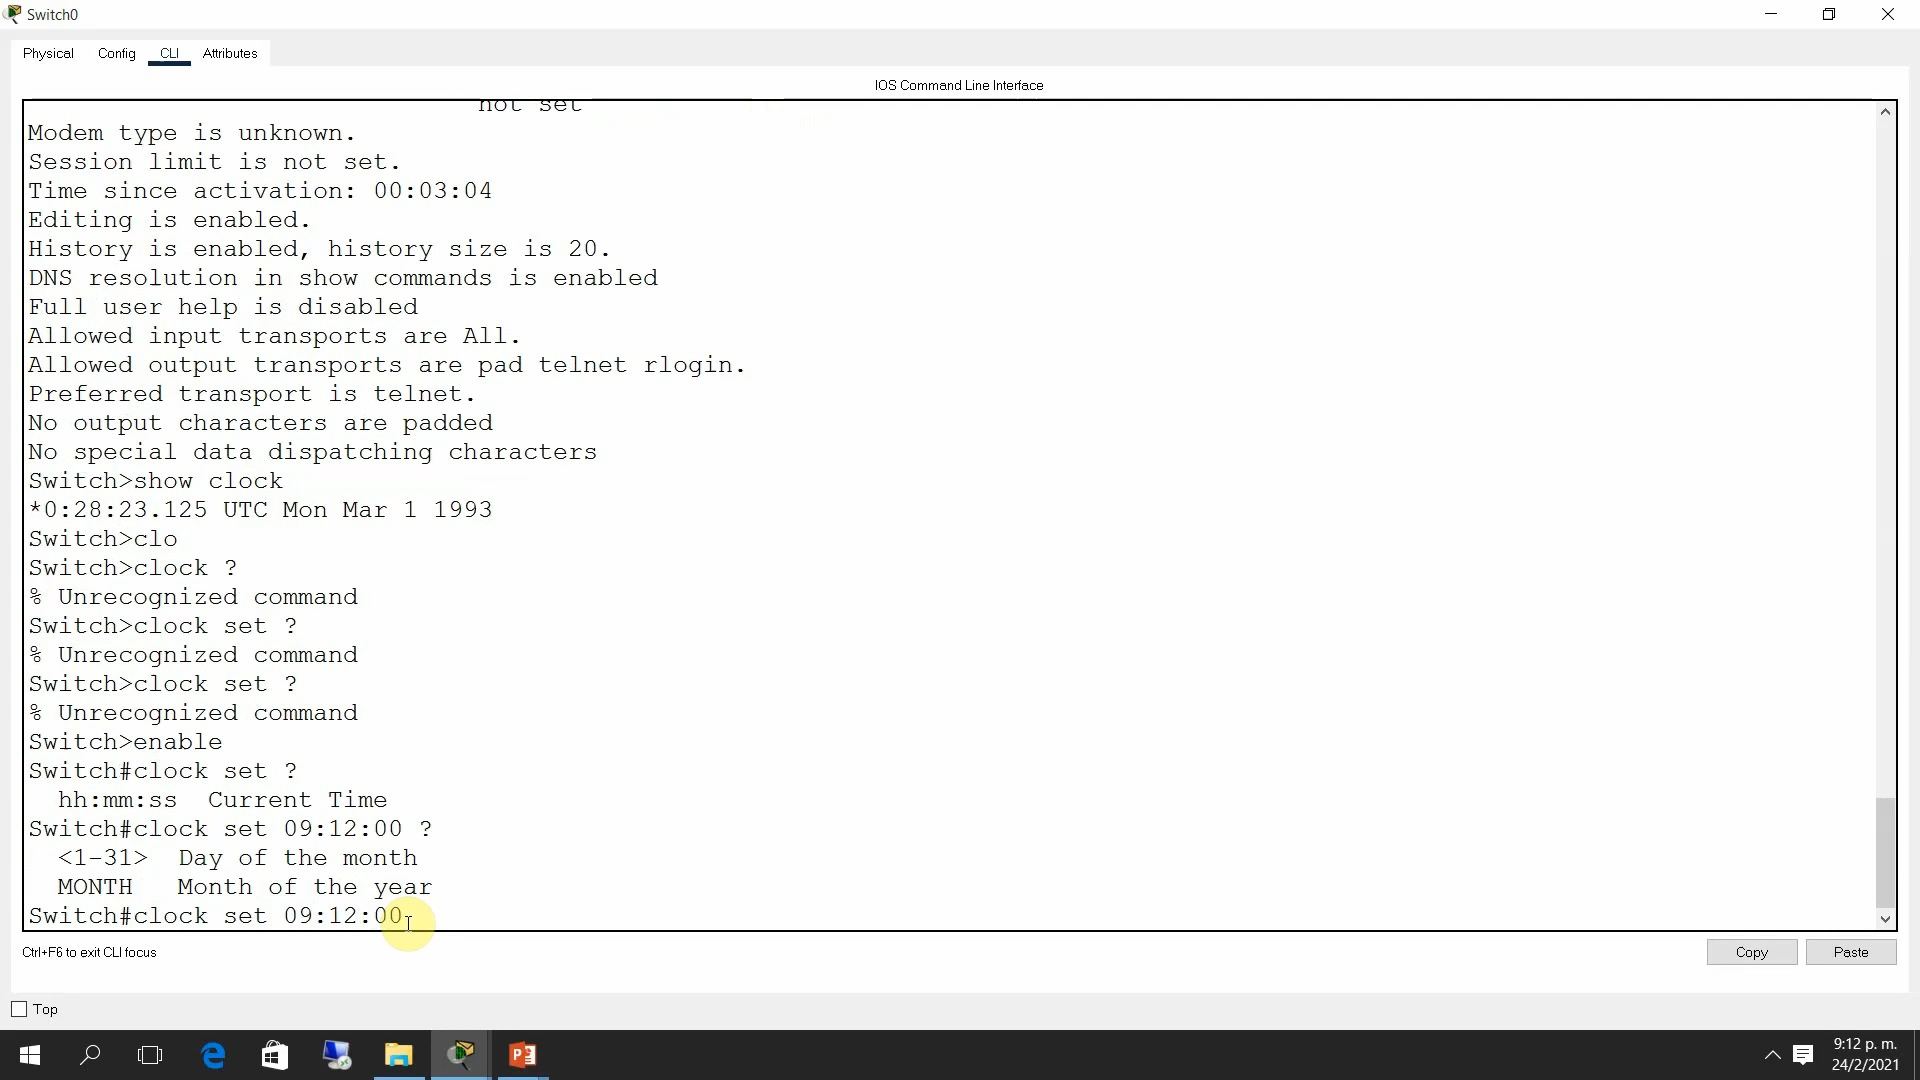 Switch0
Physical Config CLI Attributes
IOS Command Line Interface
not set
Modem type is unknown.
Session limit is not set.
Time since activation: 00:03:04
Editing is enabled.
History is enabled, history size is 20.
DNS resolution in show commands is enabled
Full user help is disabled
Allowed input transports are All.
Allowed output transports are pad telnet rlogin.
Preferred transport is telnet.
No output characters are padded
No special data dispatching characters
Switch>show clock
*0:28:23.125 UTC Mon Mar 1 1993
Switch>clo
Switch>clock ?
% Unrecognized command
Switch>clock set ?
% Unrecognized command
Switch>clock set ?
% Unrecognized command
Switch>enable
Switch#clock set ?
hh:mm:ss Current Time
Switch#clock set 09:12:00 ?
<1-31> Day of the month
MONTH Month of the year
Switch#clock set 09:12:00
Ctrl+F6 to exit CLI focus
Copy Paste
Top
9:12 p. m.
24/2/2021